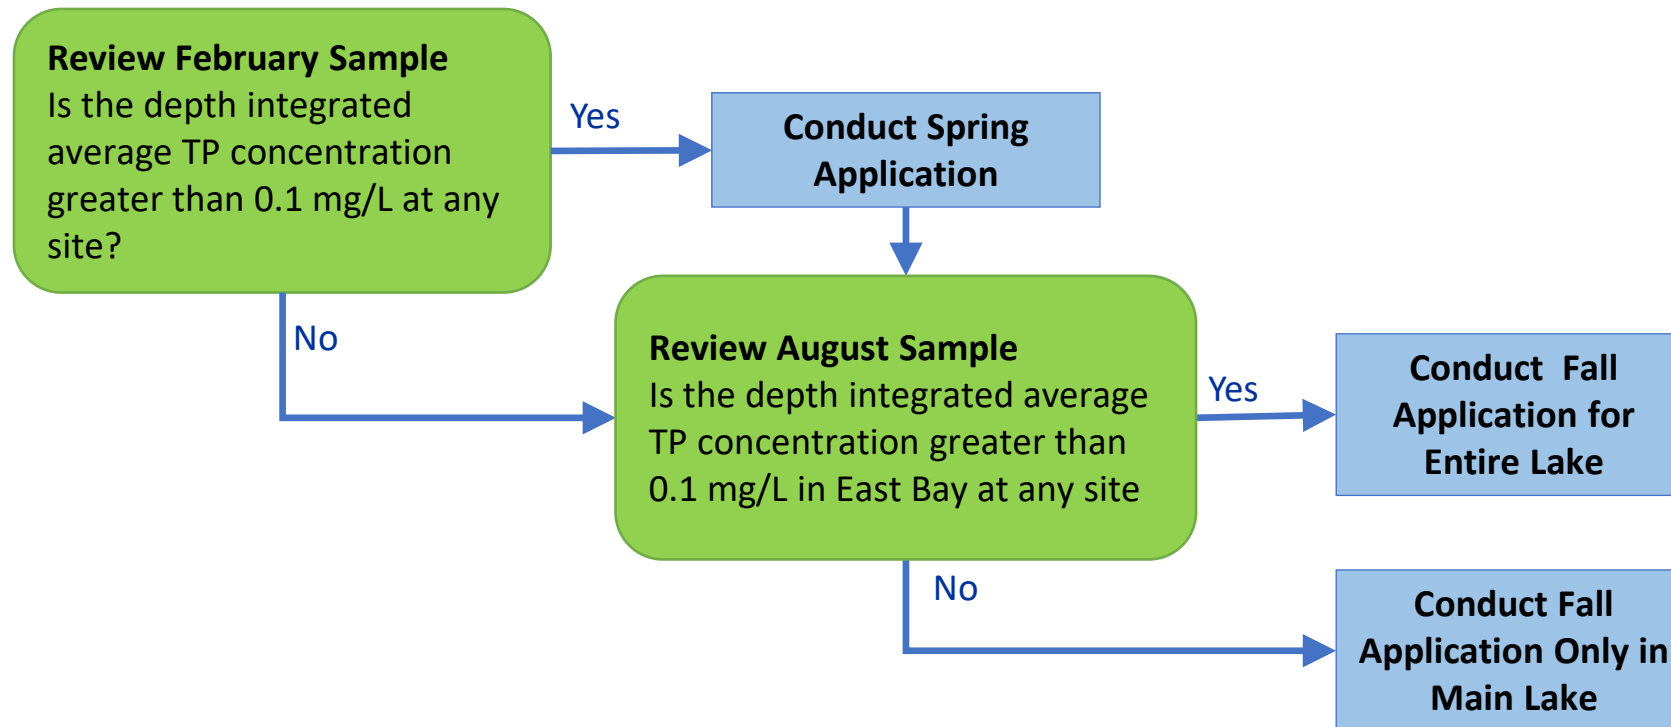 Review February Sample
Is the depth integrated
average TP concentration
greater than 0.1 mg/L at any
site?
Yes
Conduct Spring
Application
No
Review August Sample
Is the depth integrated average
TP concentration greater than
0.1 mg/L in East Bay at any site
Yes
Conduct  Fall
Application for
Entire Lake
No
Conduct Fall
Application Only in
Main Lake